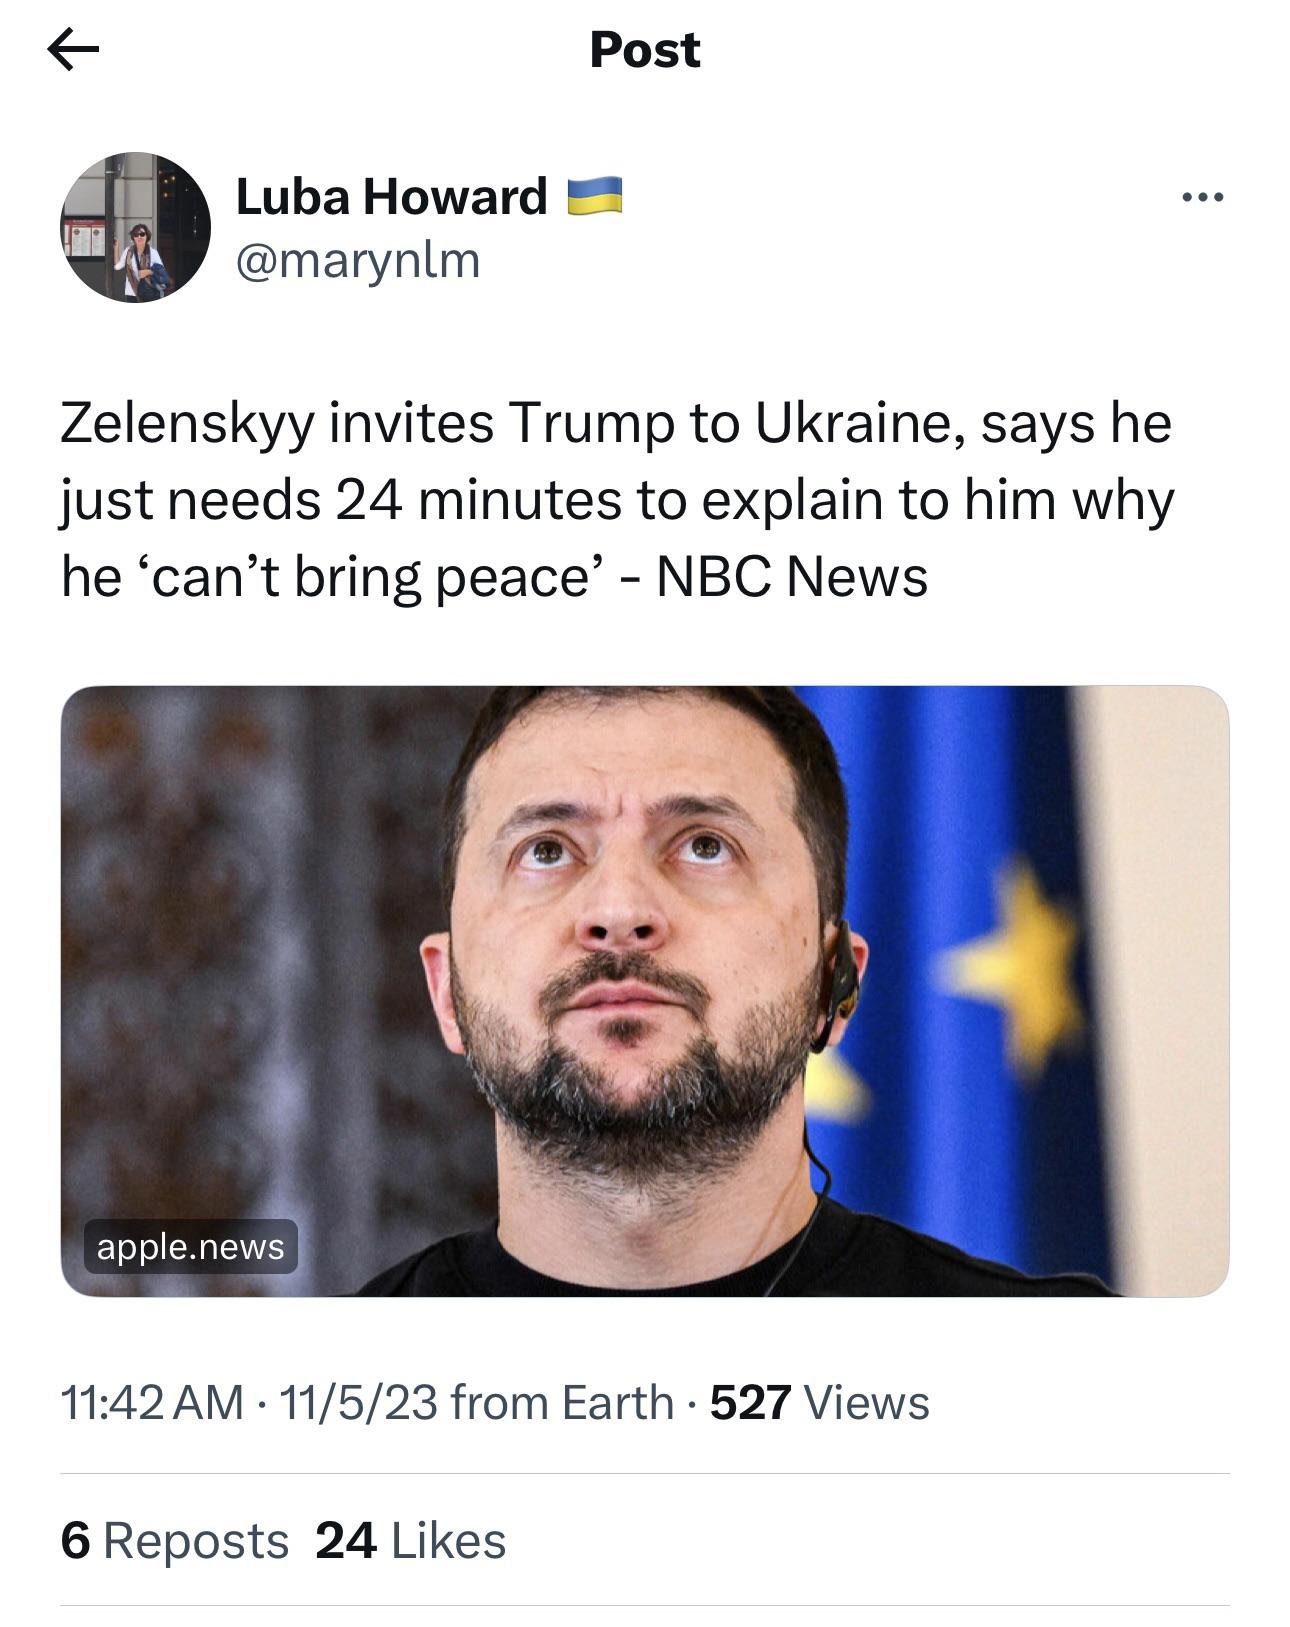 Post
Luba Howard 🇺🇦
@marynlm
Zelenskyy invites Trump to Ukraine, says he
just needs 24 minutes to explain to him why
he ‘can’t bring peace’ - NBC News
apple.news
11:42 AM · 11/5/23 from Earth · 527 Views
6 Reposts 24 Likes